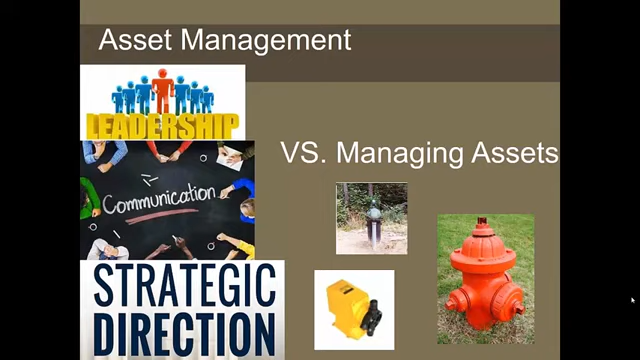 Asset Management
LEADERSHIP
VS. Managing Assets
Communication
STRATEGIC
DIRECTION